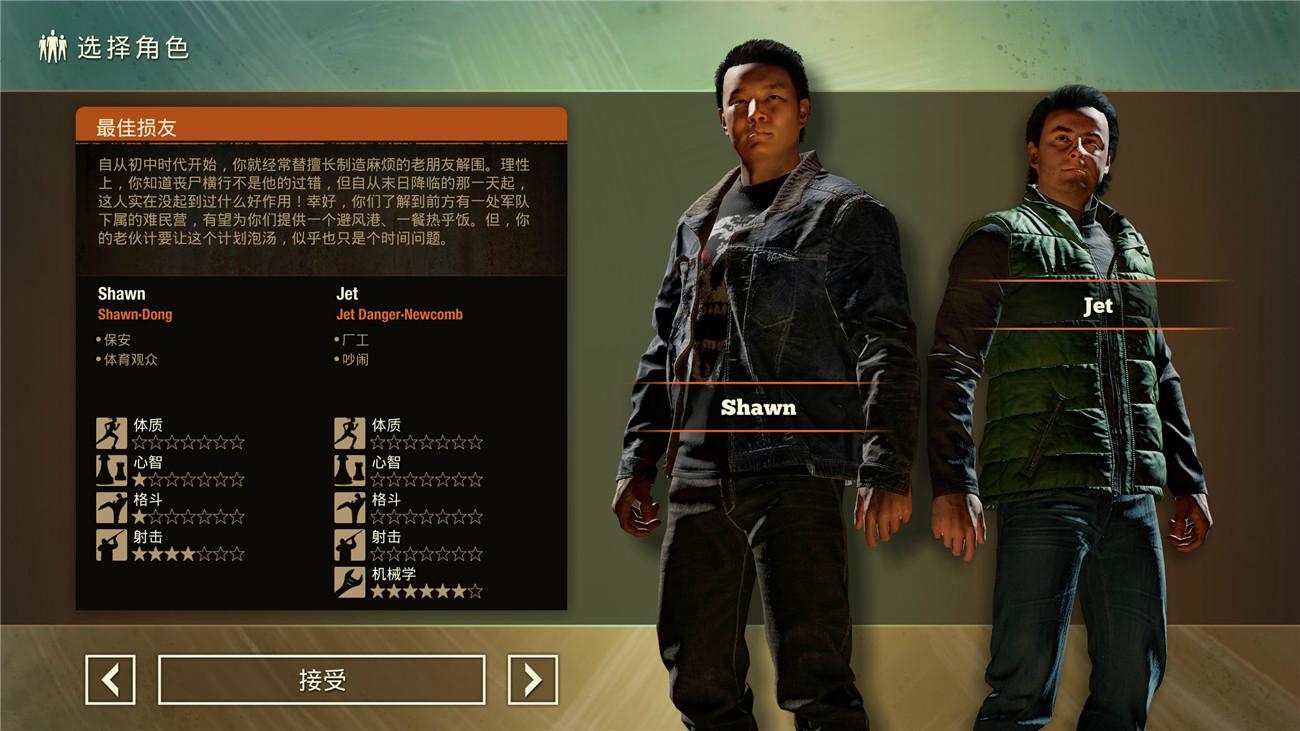 选择角色
最佳损友
自从初中时代开始，你就经常替擅长制造麻烦的老朋友解围。理性
上，你知道丧尸横行不是他的过错，但自从末日降临的那一天起，
这人实在没起到过什么好作用！幸好，你们了解到前方有一处军队
下属的难民营，有望为你们提供一个避风港、一餐热乎饭。但，你
的老伙计要让这个计划泡汤，似乎也只是个时间问题。
Shawn
Shawn·Dong
•保安
•体育观众
体质
心智
格斗
射击
Jet
Jet Danger·Newcomb
•厂工
•吵闹
体质
心智
格斗
射击
机械学
Shawn
Jet
接受